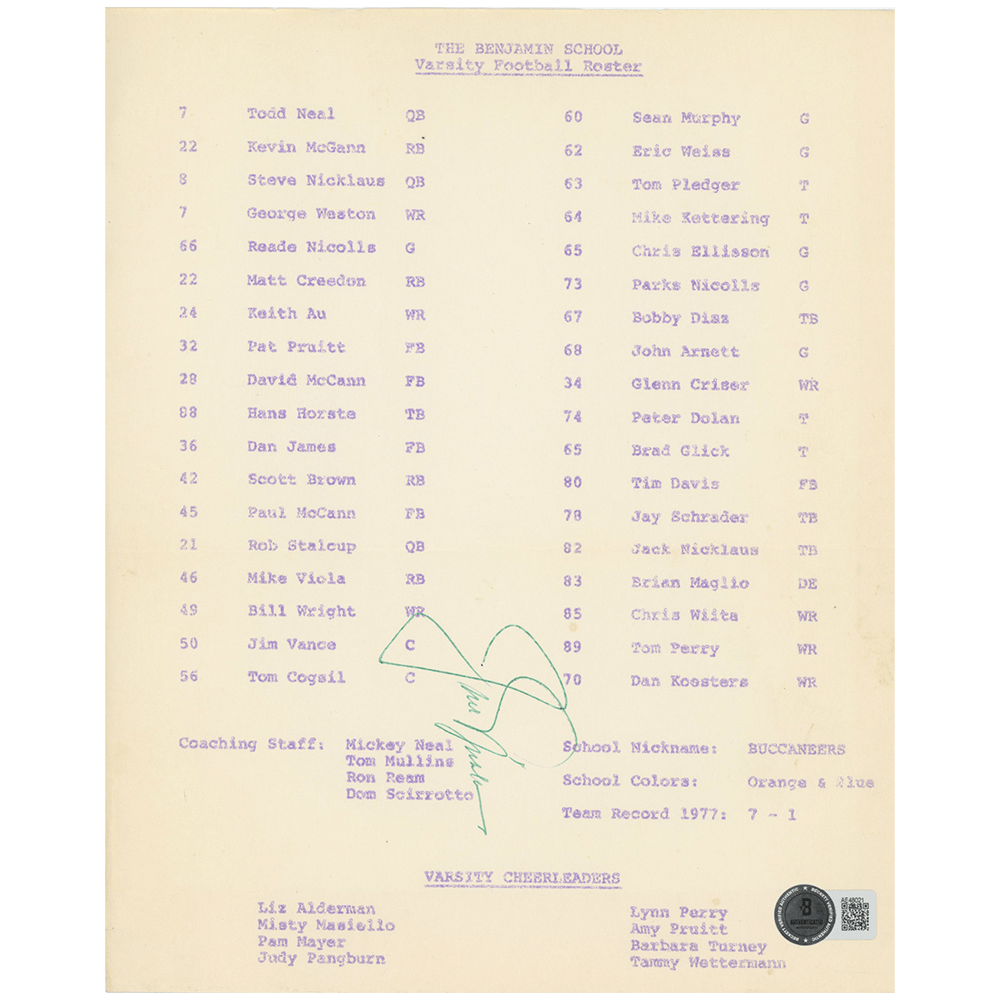 THE BENJAMIN SCHOOL
Varsity Football Roster
7 Todd Neal QB
22 Kevin McGann RB
8 Steve Nicklaus QB
7 George Weston WR
66 Reade Nicolls G
22 Matt Creedon RB
24 Keith Au WR
32 Pat Pruitt FB
28 David McCann FB
88 Hans Horste TB
36 Dan James FB
42 Scott Brown RB
45 Paul McCann FB
21 Rob Stalcup QB
46 Mike Viola RB
49 Bill Wright WR
50 Jim Vance C
56 Tom Cogsil C
60 Sean Murphy G
62 Eric Weiss G
63 Tom Pledger T
64 Mike Kettering T
65 Chris Ellisson G
73 Parks Nicolls G
67 Bobby Diaz TB
68 John Arnett G
34 Glenn Criser WR
74 Peter Dolan T
65 Brad Glick T
80 Tim Davis FB
78 Jay Schrader TB
82 Jack Nicklaus TB
83 Brian Maglio DE
85 Chris Wiita WR
89 Tom Perry WR
70 Dan Koesters WR
Coaching Staff: Mickey Neal
Tom Mullins
Ron Ream
Dom Scirrotto
School Nickname: BUCCANEERS
School Colors: Orange & Blue
Team Record 1977: 7 - 1
VARSITY CHEERLEADERS
Liz Alderman
Misty Masiello
Pam Mayer
Judy Pangburn
Lynn Perry
Amy Pruitt
Barbara Turney
Tammy Wettermann
B
AUTHENTICATED
AE48021